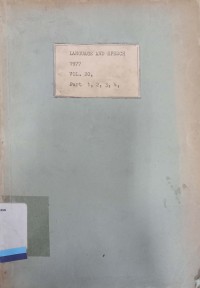 LANGUAGE AND SPEECH
1977
VOL. 20,
Part 1, 2, 3, 4,